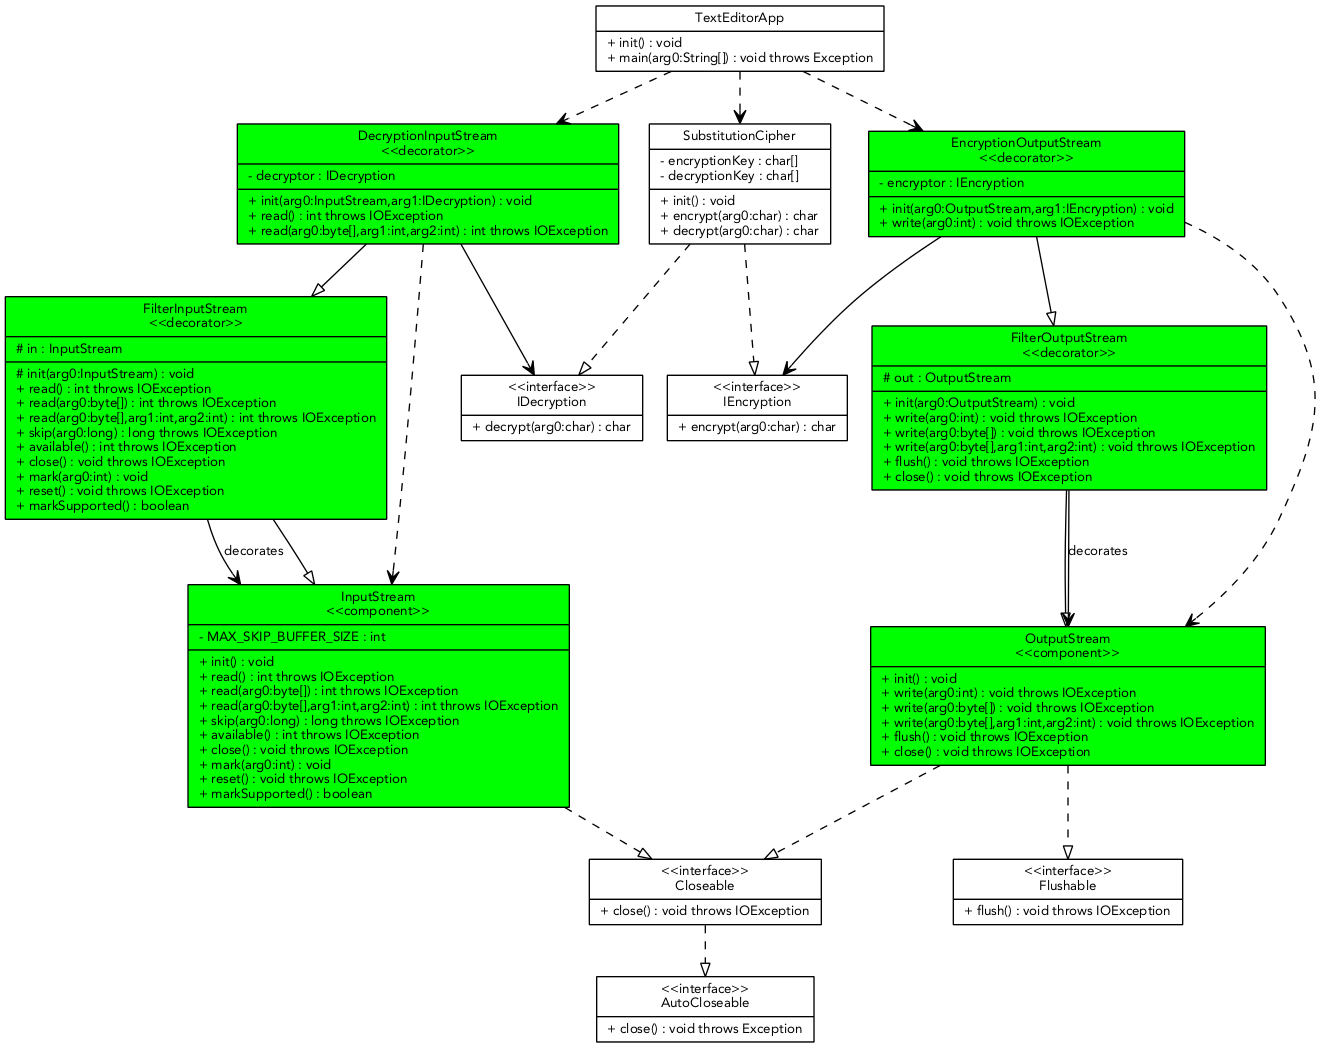 TextEditorApp
+ init() : void
+ main(arg0:String[]) : void throws Exception
DecryptionInputStream
<<decorator>>
- decryptor : IDecryption
+ init(arg0:InputStream,arg1:IDecryption) : void
+ read() : int throws IOException
+ read(arg0:byte[],arg1:int,arg2:int) : int throws IOException
SubstitutionCipher
- encryptionKey : char[]
- decryptionKey : char[]
+ init() : void
+ encrypt(arg0:char) : char
+ decrypt(arg0:char) : char
EncryptionOutputStream
<<decorator>>
- encryptor : IEncryption
+ init(arg0:OutputStream,arg1:IEncryption) : void
+ write(arg0:int) : void throws IOException
FilterInputStream
<<decorator>>
# in : InputStream
# init(arg0:InputStream) : void
+ read() : int throws IOException
+ read(arg0:byte[]) : int throws IOException
+ read(arg0:byte[],arg1:int,arg2:int) : int throws IOException
+ skip(arg0:long) : long throws IOException
+ available() : int throws IOException
+ close() : void throws IOException
+ mark(arg0:int) : void
+ reset() : void throws IOException
+ markSupported() : boolean
<<interface>>
IDecryption
+ decrypt(arg0:char) : char
<<interface>>
IEncryption
+ encrypt(arg0:char) : char
FilterOutputStream
<<decorator>>
# out : OutputStream
+ init(arg0:OutputStream) : void
+ write(arg0:int) : void throws IOException
+ write(arg0:byte[]) : void throws IOException
+ write(arg0:byte[],arg1:int,arg2:int) : void throws IOException
+ flush() : void throws IOException
+ close() : void throws IOException
decorates
decorates
InputStream
<<component>>
- MAX_SKIP_BUFFER_SIZE : int
+ init() : void
+ read() : int throws IOException
+ read(arg0:byte[]) : int throws IOException
+ read(arg0:byte[],arg1:int,arg2:int) : int throws IOException
+ skip(arg0:long) : long throws IOException
+ available() : int throws IOException
+ close() : void throws IOException
+ mark(arg0:int) : void
+ reset() : void throws IOException
+ markSupported() : boolean
OutputStream
<<component>>
+ init() : void
+ write(arg0:int) : void throws IOException
+ write(arg0:byte[]) : void throws IOException
+ write(arg0:byte[],arg1:int,arg2:int) : void throws IOException
+ flush() : void throws IOException
+ close() : void throws IOException
<<interface>>
Closeable
+ close() : void throws IOException
<<interface>>
Flushable
+ flush() : void throws IOException
<<interface>>
AutoCloseable
+ close() : void throws Exception